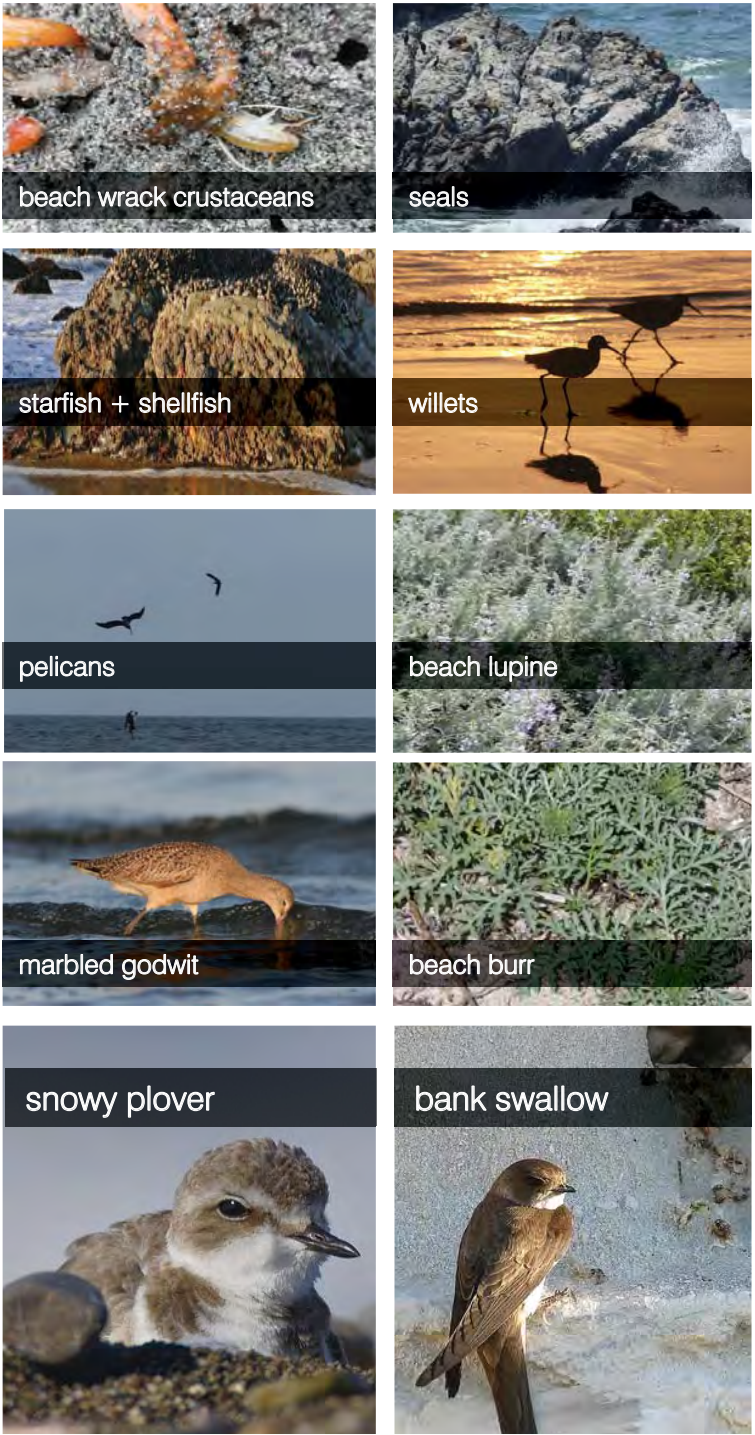 beach wrack crustaceans
seals
starfish + shellfish
willets
pelicans
beach lupine
marbled godwit
beach burr
snowy plover
bank swallow